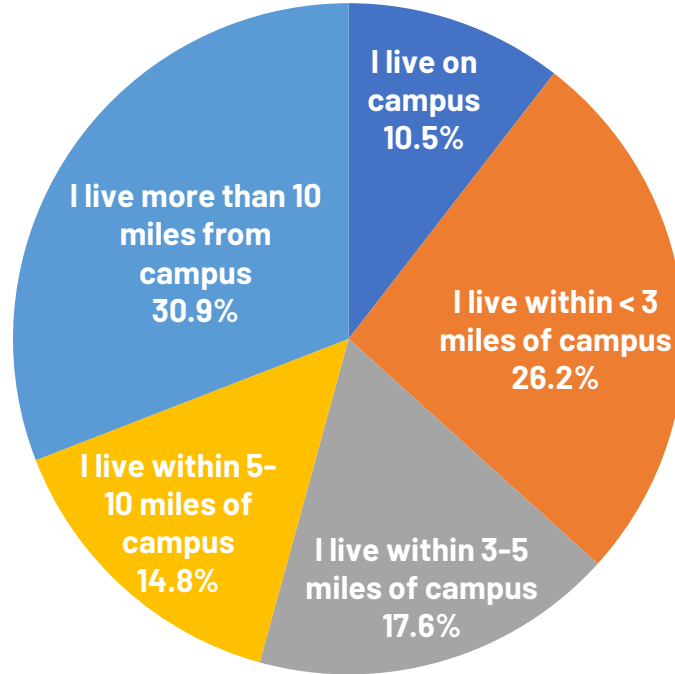 I live on
campus
10.5%
I live within < 3
miles of campus
26.2%
I live within 3-5
miles of campus
17.6%
I live within 5-
10 miles of
campus
14.8%
I live more than 10
miles from
campus
30.9%